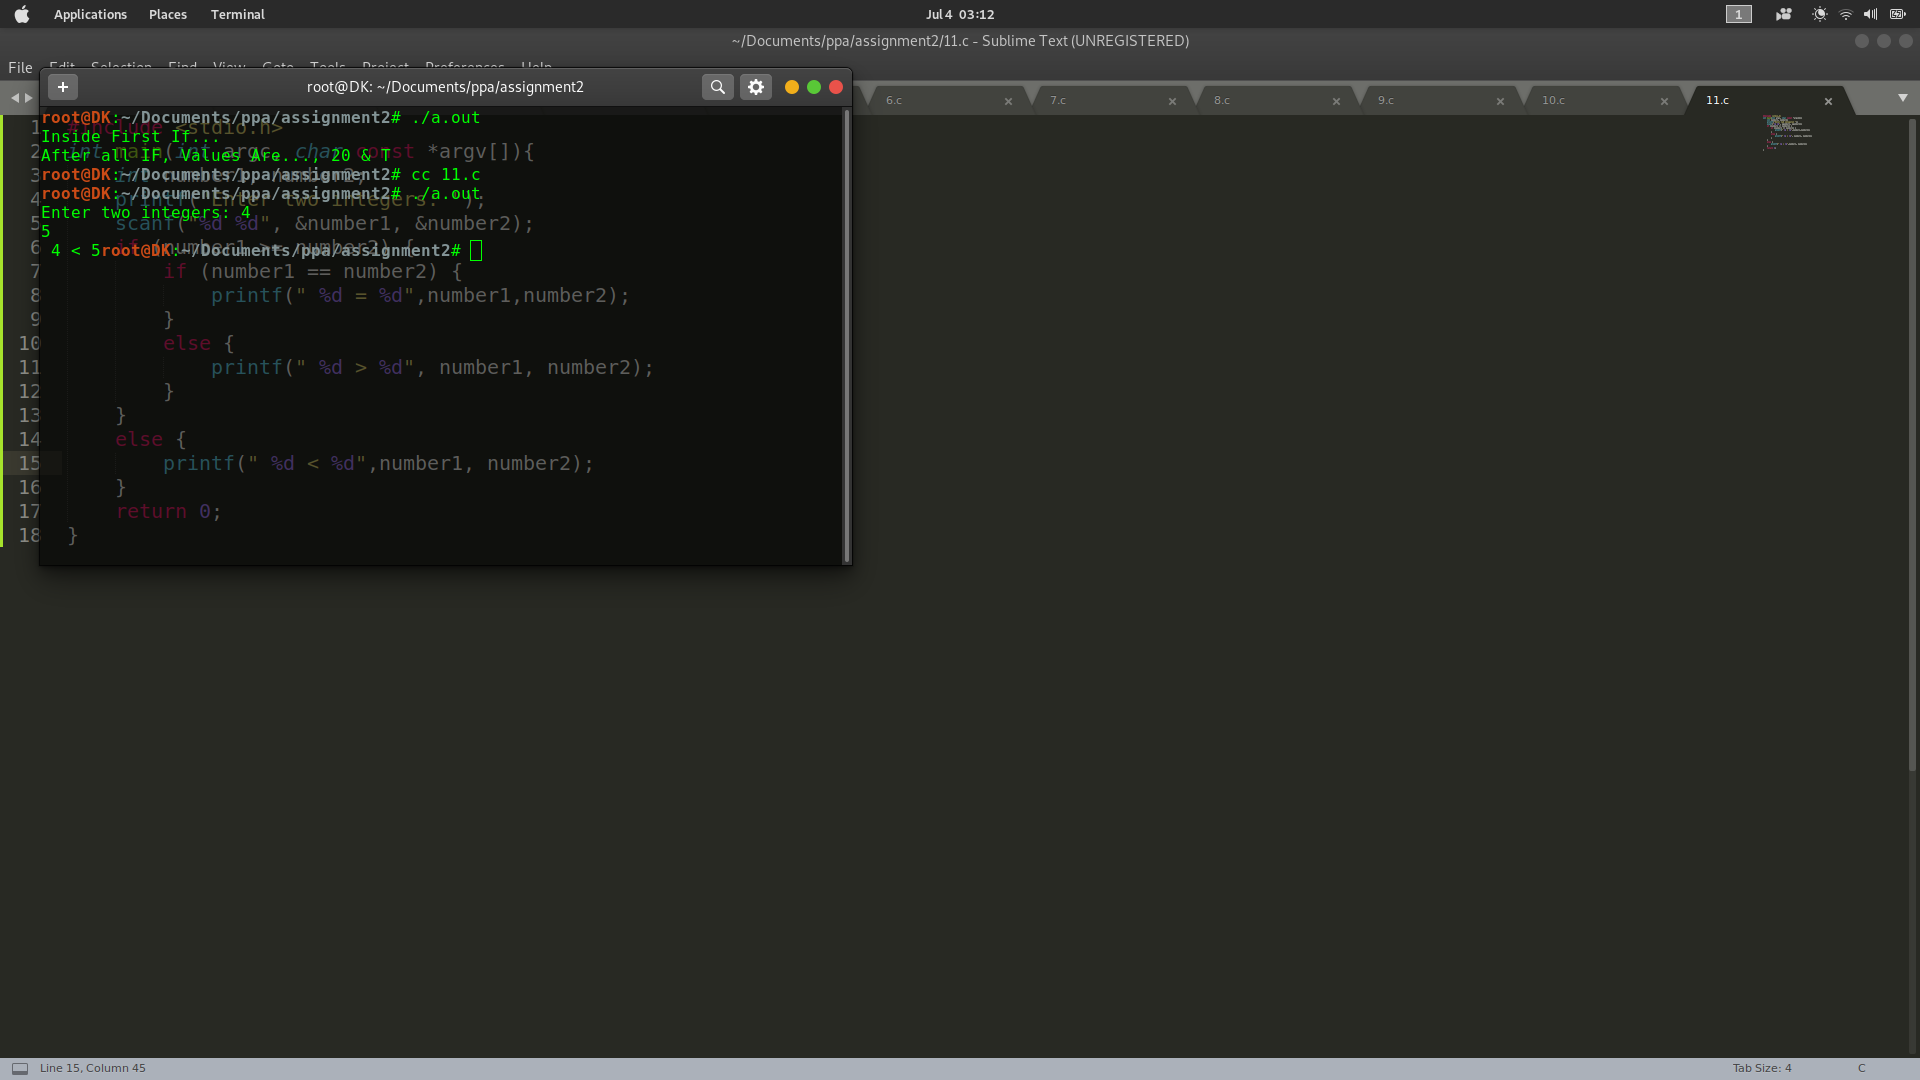 Applications Places Terminal Jul 4 03:12 1
~/Documents/ppa/assignment2/11.c - Sublime Text (UNREGISTERED)
File Edit Selection Find View Goto Tools Project Preferences Help
root@DK: ~/Documents/ppa/assignment2
6.c 7.c 8.c 9.c 10.c 11.c
root@DK:~/Documents/ppa/assignment2# ./a.out
Inside First If...
After all IF, Values Are..., 20 & T
root@DK:~/Documents/ppa/assignment2# cc 11.c
root@DK:~/Documents/ppa/assignment2# ./a.out
Enter two integers: 4
5
4 < 5root@DK:~/Documents/ppa/assignment2#
1 #include <stdio.h>
2 int main(int argc, char const *argv[]){
3 int number1, number2;
4 printf("Enter two integers: ");
5 scanf("%d %d", &number1, &number2);
6 if (number1 >= number2) {
7 if (number1 == number2) {
8 printf(" %d = %d",number1,number2);
9 }
10 else {
11 printf(" %d > %d", number1, number2);
12 }
13 }
14 else {
15 printf(" %d < %d",number1, number2);
16 }
17 return 0;
18 }
Line 15, Column 45 Tab Size: 4 C